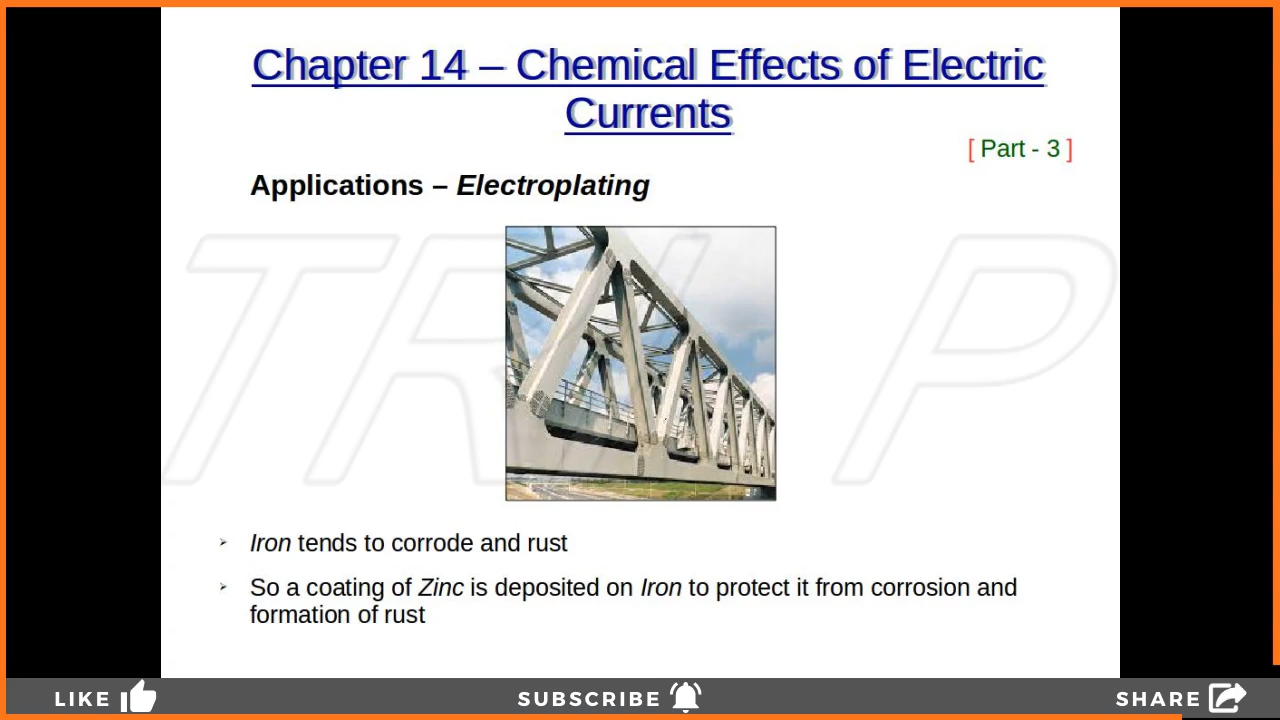 Chapter 14 – Chemical Effects of Electric
Currents
[ Part - 3 ]
Applications – Electroplating
Iron tends to corrode and rust
So a coating of Zinc is deposited on Iron to protect it from corrosion and
formation of rust
LIKE
SUBSCRIBE
SHARE